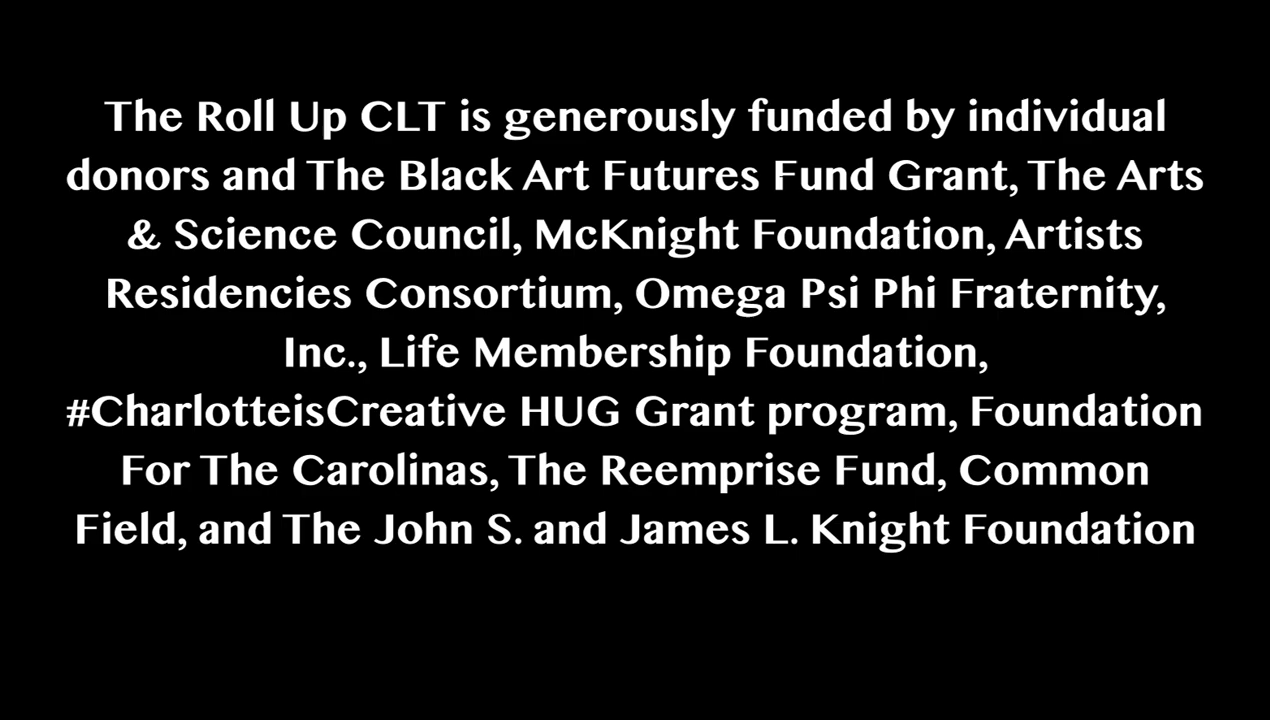 The Roll Up CLT is generously funded by individual
donors and The Black Art Futures Fund Grant, The Arts
& Science Council, McKnight Foundation, Artists
Residencies Consortium, Omega Psi Phi Fraternity,
Inc., Life Membership Foundation,
#CharlotteisCreative HUG Grant program, Foundation
For The Carolinas, The Reemprise Fund, Common
Field, and The John S. and James L. Knight Foundation